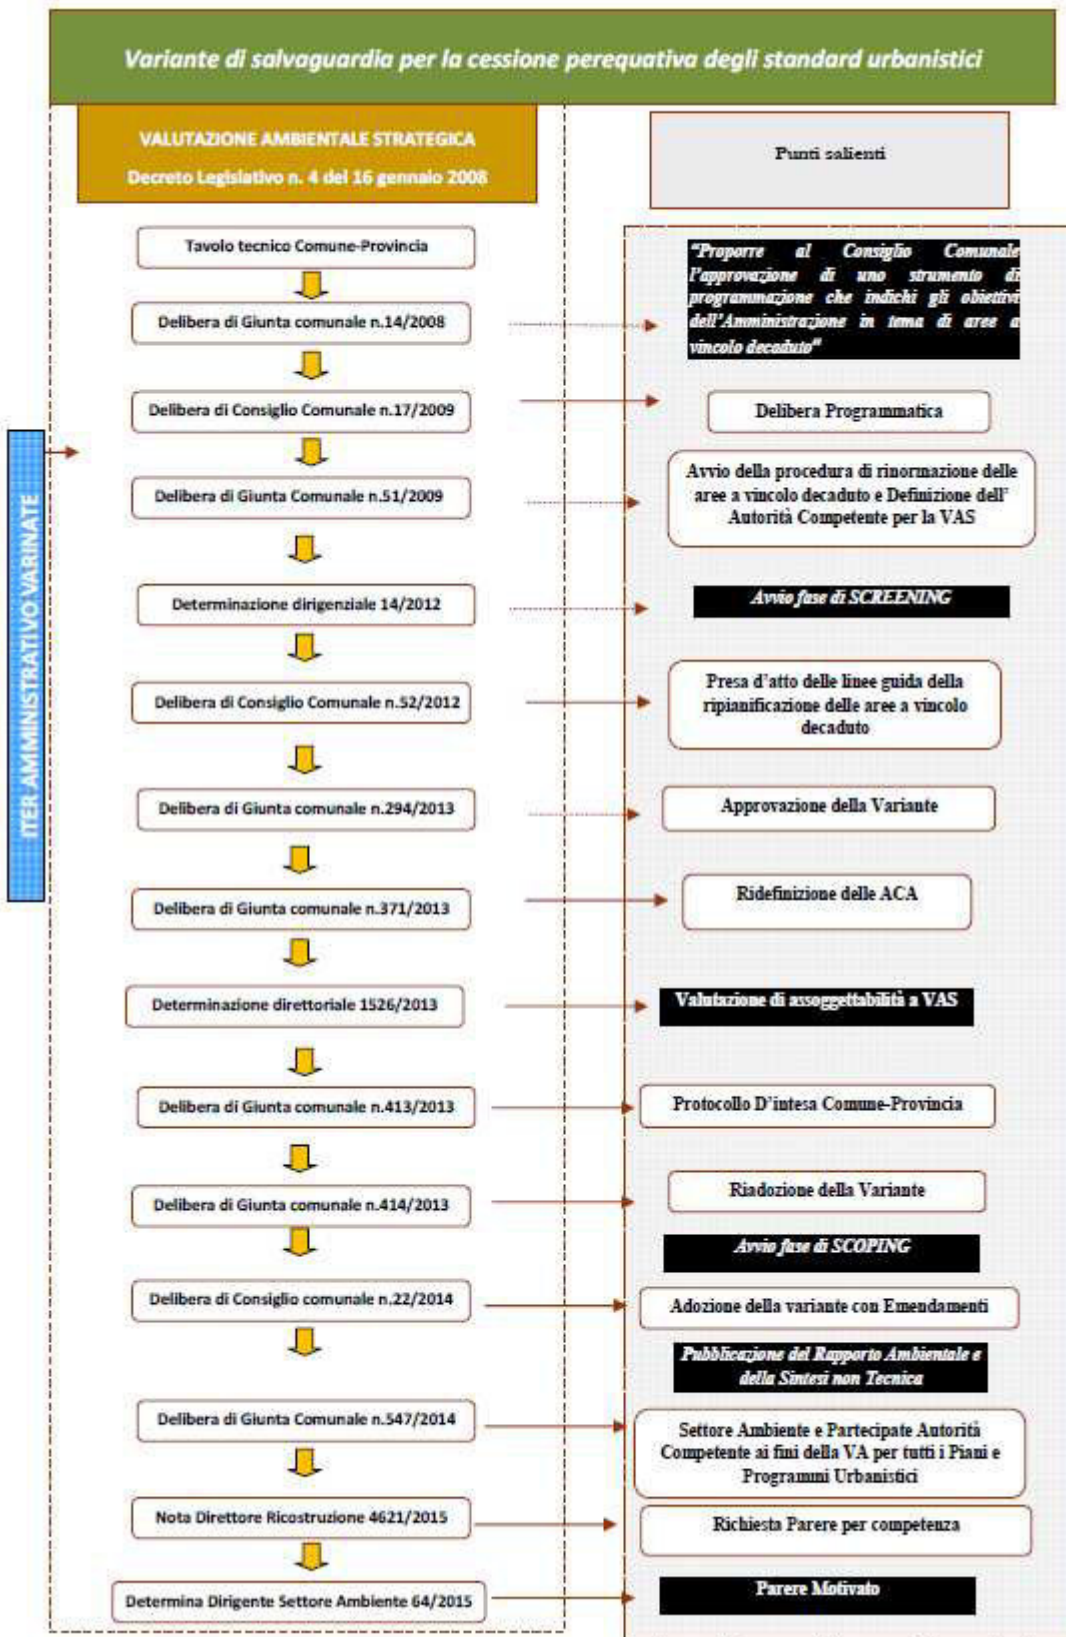 Variante di salvaguardia per la cessione perequativa degli standard urbanistici
VALUTAZIONE AMBIENTALE STRATEGICA
Decreto Legislativo n. 4 del 16 gennaio 2008
Punti salienti
ITER AMMINISTRATIVO VARINATE
Tavolo tecnico Comune-Provincia
Delibera di Giunta comunale n.14/2008
“Proporre al Consiglio Comunale
l’approvazione di uno strumento di
programmazione che indichi gli obiettivi
dell’Amministrazione in tema di aree a
vincolo decaduto“
Delibera di Consiglio Comunale n.17/2009
Delibera Programmatica
Delibera di Giunta Comunale n.51/2009
Avvio della procedura di rinormazione delle
aree a vincolo decaduto e Definizione dell’
Autorità Competente per la VAS
Determinazione dirigenziale 14/2012
Avvio fase di SCREENING
Delibera di Consiglio Comunale n.52/2012
Presa d’atto delle linee guida della
ripianificazione delle aree a vincolo
decaduto
Delibera di Giunta comunale n.294/2013
Approvazione della Variante
Delibera di Giunta comunale n.371/2013
Ridefinizione delle ACA
Determinazione direttoriale 1526/2013
Valutazione di assoggettabilità a VAS
Delibera di Giunta comunale n.413/2013
Protocollo D’intesa Comune-Provincia
Delibera di Giunta comunale n.414/2013
Riadozione della Variante
Avvio fase di SCOPING
Delibera di Consiglio comunale n.22/2014
Adozione della variante con Emendamenti
Pubblicazione del Rapporto Ambientale e
della Sintesi non Tecnica
Delibera di Giunta Comunale n.547/2014
Settore Ambiente e Partecipate Autorità
Competente ai fini della VA per tutti i Piani e
Programmi Urbanistici
Nota Direttore Ricostruzione 4621/2015
Richiesta Parere per competenza
Determina Dirigente Settore Ambiente 64/2015
Parere Motivato